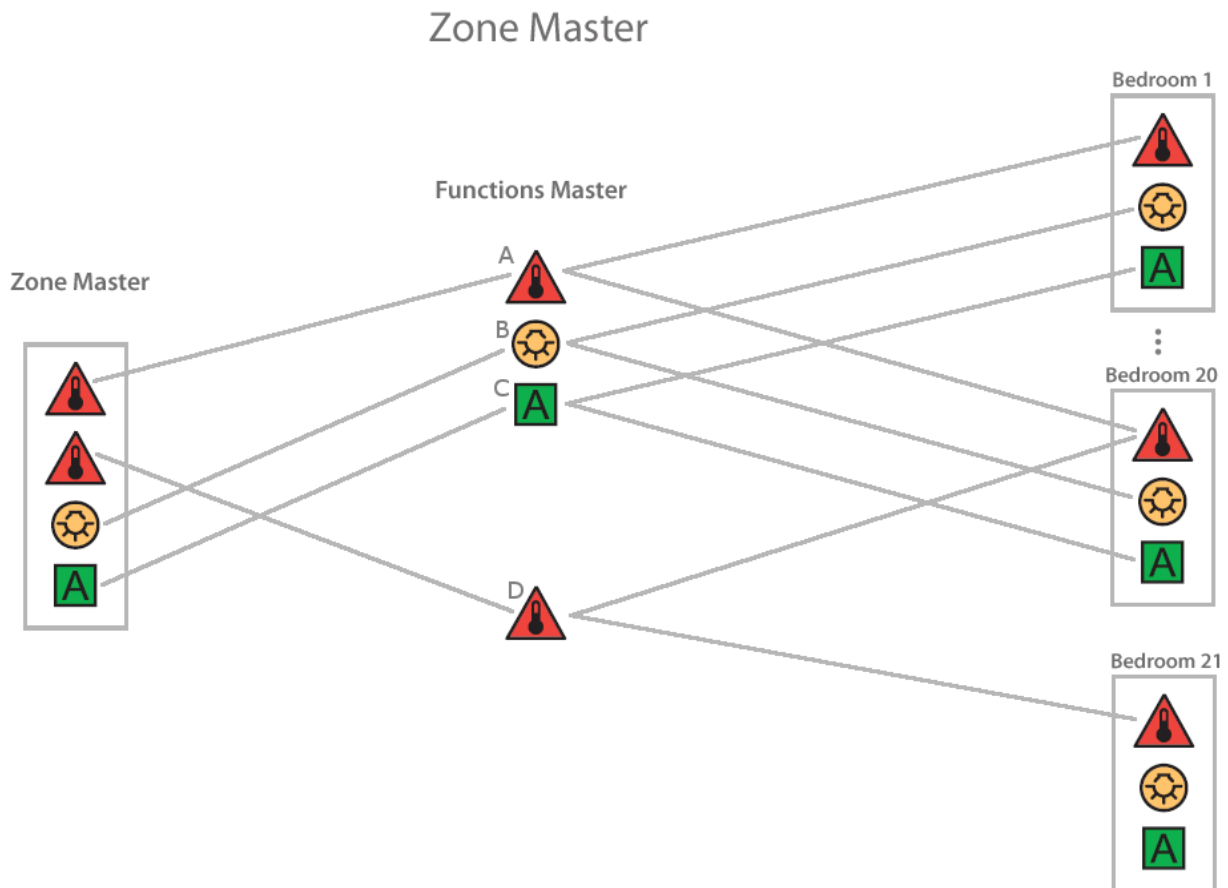 Zone Master
Bedroom 1
Functions Master
A
A
Zone Master
B
⋮
Bedroom 20
C
A
A
A
D
Bedroom 21
A